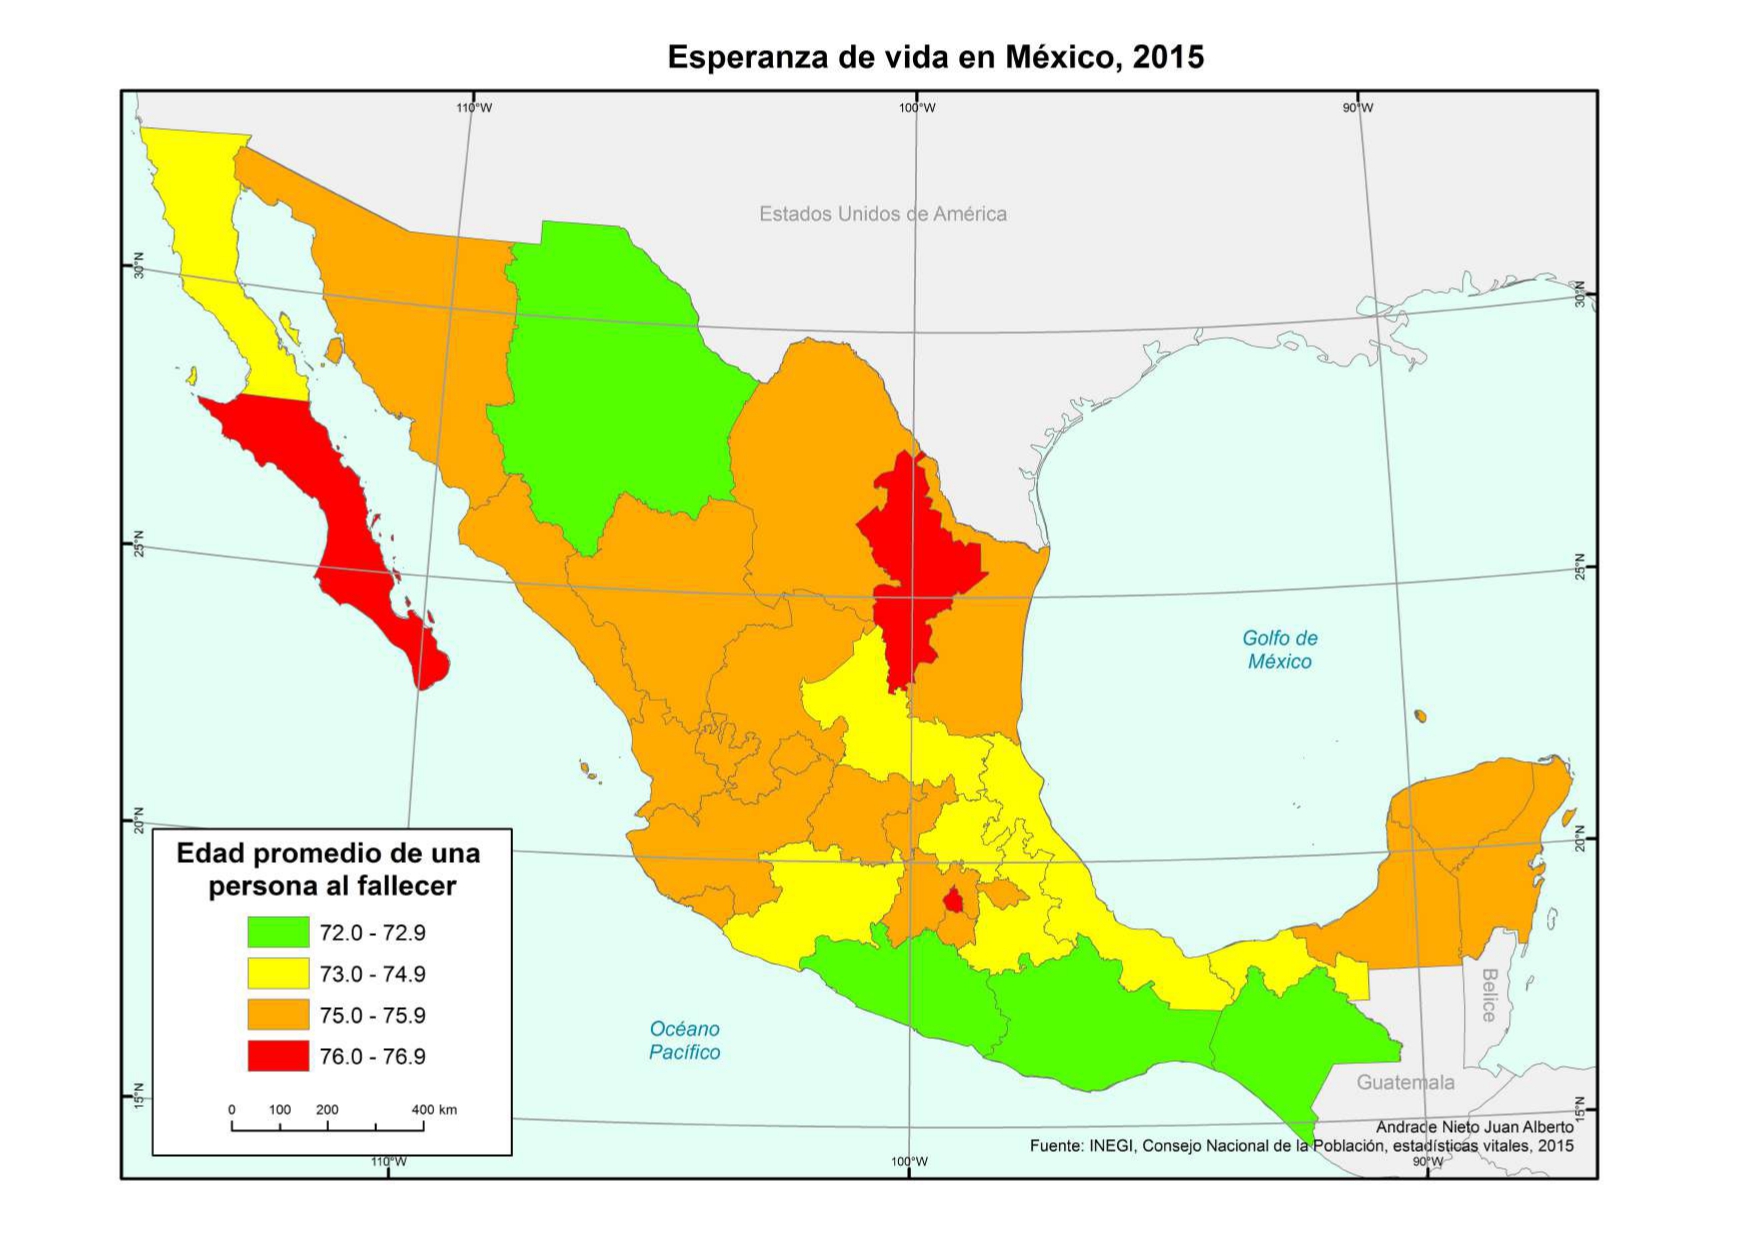 Esperanza de vida en México, 2015
110°W
100°W
90°W
Estados Unidos de América
30°N
30°N
25°N
25°N
Golfo de
México
20°N
20°N
Edad promedio de una
persona al fallecer
72.0 - 72.9
73.0 - 74.9
75.0 - 75.9
76.0 - 76.9
0 100 200 400 km
Océano
Pacífico
Belice
Guatemala
15°N
15°N
Andrade Nieto Juan Alberto
Fuente: INEGI, Consejo Nacional de la Población, estadísticas vitales, 2015
110°W
100°W
90°W